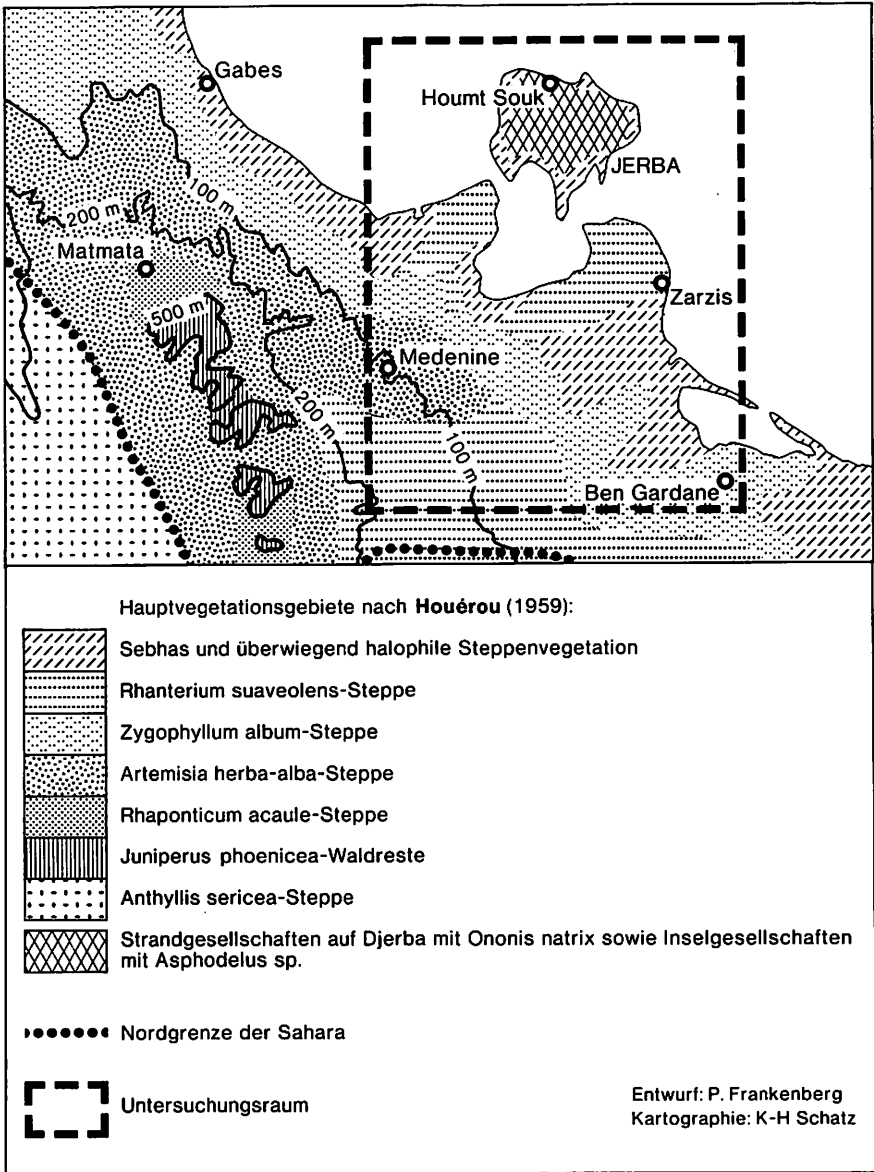 Gabes
Houmt Souk
JERBA
100 m
200 m
Matmata
Zarzis
500 m
Medenine
200 m
100 m
Ben Gardane
Hauptvegetationsgebiete nach Houérou (1959):
Sebhas und überwiegend halophile Steppenvegetation
Rhanterium suaveolens-Steppe
Zygophyllum album-Steppe
Artemisia herba-alba-Steppe
Rhaponticum acaule-Steppe
Juniperus phoenicea-Waldreste
Anthyllis sericea-Steppe
Strandgesellschaften auf Djerba mit Ononis natrix sowie Inselgesellschaften
mit Asphodelus sp.
Nordgrenze der Sahara
Untersuchungsraum
Entwurf: P. Frankenberg
Kartographie: K-H Schatz